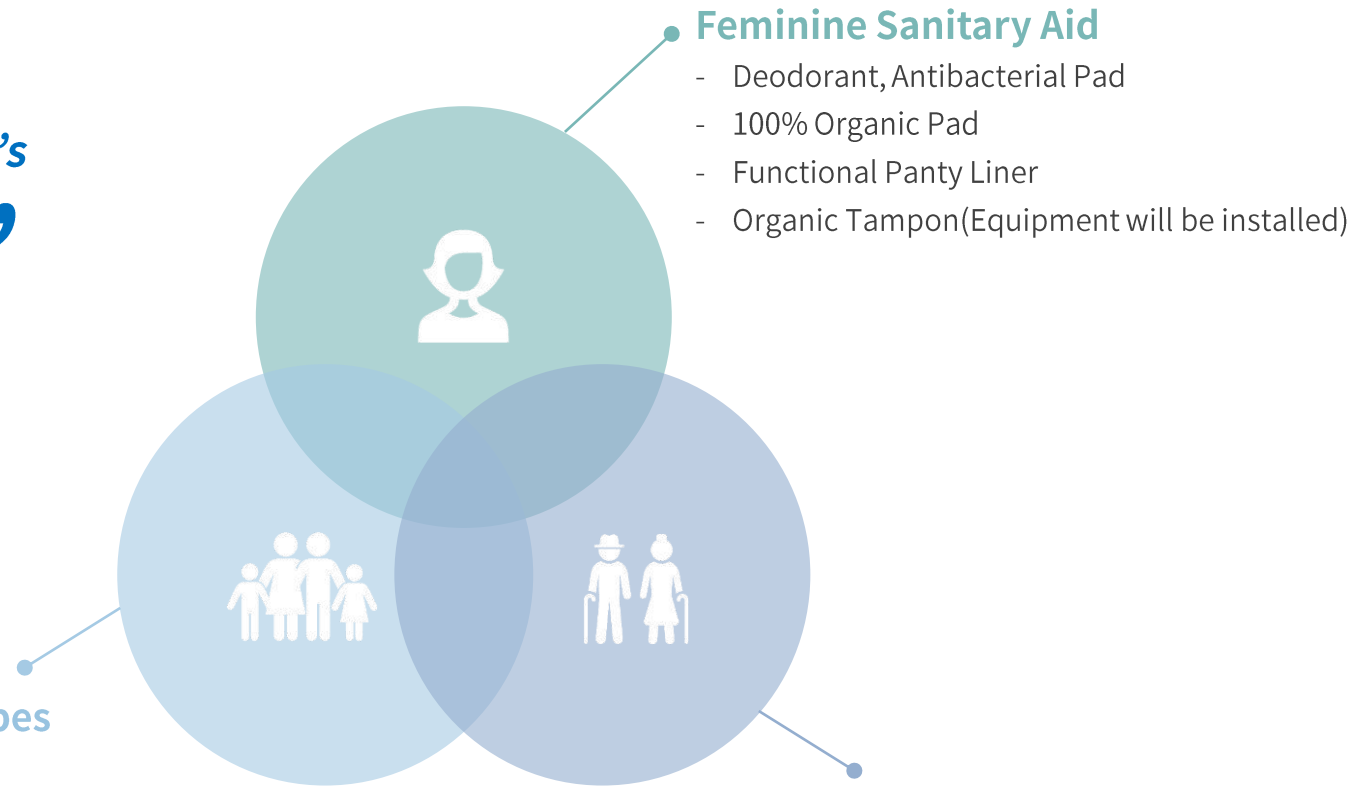 Feminine Sanitary Aid
- Deodorant, Antibacterial Pad
- 100% Organic Pad
- Functional Panty Liner
- Organic Tampon(Equipment will be installed)
's